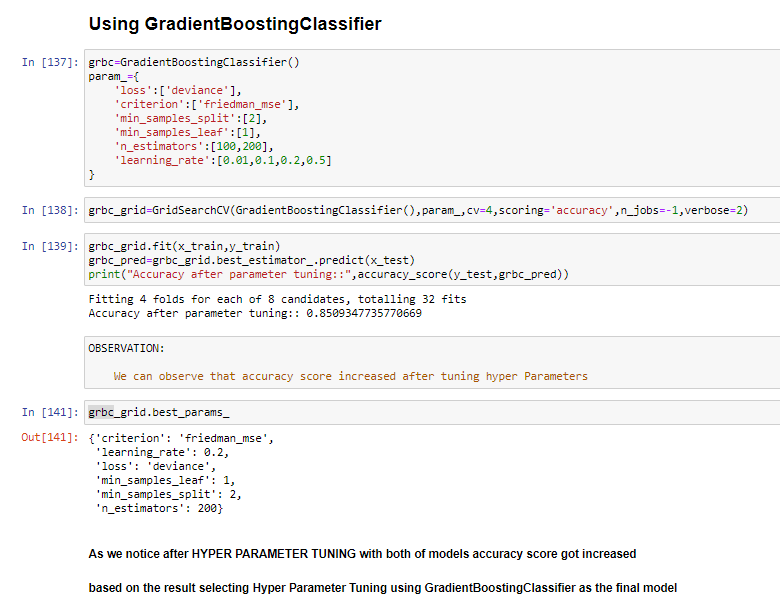 Using GradientBoostingClassifier
In [137]: grbc=GradientBoostingClassifier()
param_={
    'loss':['deviance'],
    'criterion':['friedman_mse'],
    'min_samples_split':[2],
    'min_samples_leaf':[1],
    'n_estimators':[100,200],
    'learning_rate':[0.01,0.1,0.2,0.5]
}
In [138]: grbc_grid=GridSearchCV(GradientBoostingClassifier(),param_,cv=4,scoring='accuracy',n_jobs=-1,verbose=2)
In [139]: grbc_grid.fit(x_train,y_train)
grbc_pred=grbc_grid.best_estimator_.predict(x_test)
print("Accuracy after parameter tuning::",accuracy_score(y_test,grbc_pred))
Fitting 4 folds for each of 8 candidates, totalling 32 fits
Accuracy after parameter tuning:: 0.8509347735770669
OBSERVATION:
We can observe that accuracy score increased after tuning hyper Parameters
In [141]: grbc_grid.best_params_
Out[141]: {'criterion': 'friedman_mse',
 'learning_rate': 0.2,
 'loss': 'deviance',
 'min_samples_leaf': 1,
 'min_samples_split': 2,
 'n_estimators': 200}
As we notice after HYPER PARAMETER TUNING with both of models accuracy score got increased
based on the result selecting Hyper Parameter Tuning using GradientBoostingClassifier as the final model